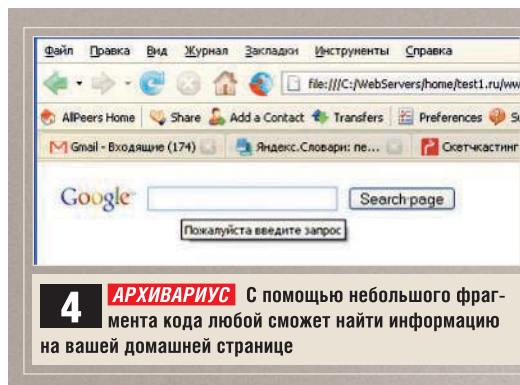 Файл Правка Вид Журнал Закладки Инструменты Справка
file:///C:/WebServers/home/test1.ru/ww
AllPeers Home Share Add a Contact Transfers Preferences
Gmail - Входящие (174) Яндекс.Словари: пе... Скетчкастинг
Google Search page
Пожалуйста введите запрос
4 АРХИВАРИУС С помощью небольшого фраг-
мента кода любой сможет найти информацию
на вашей домашней странице